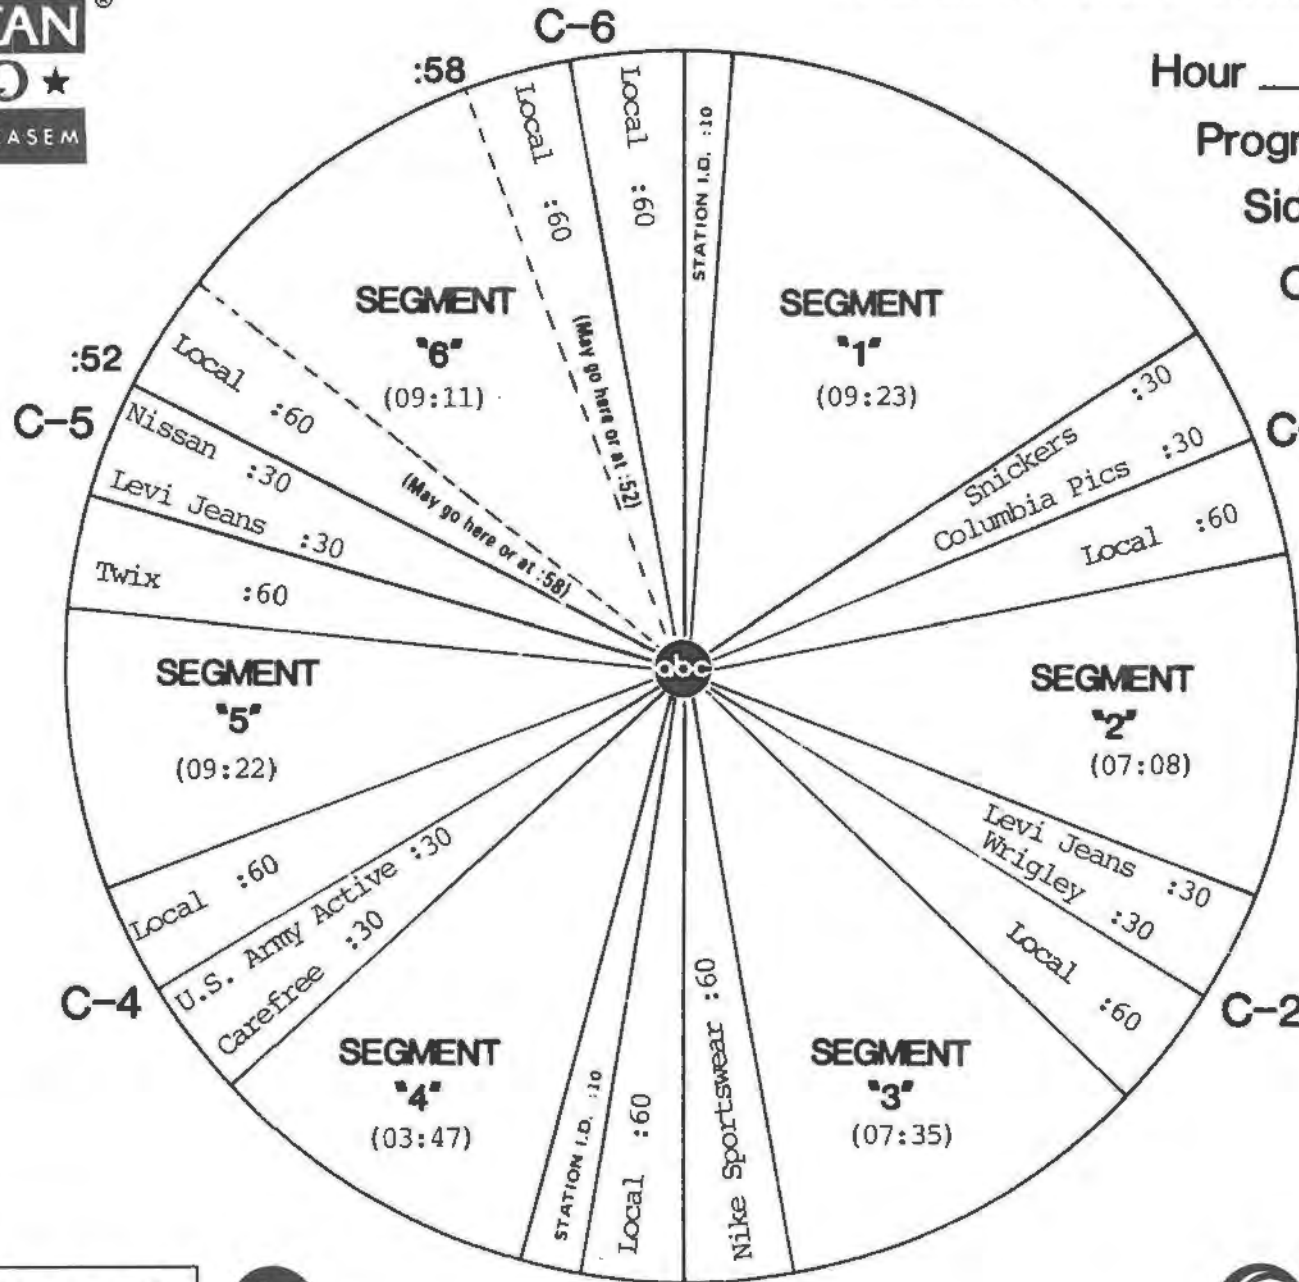 ®
ASEM
C-6
:58
Hour
Local :60
Local :60
STATION I.D. :10
(May go here or at :52)
SEGMENT
"1"
(09:23)
Snickers :30
Columbia Pics :30
Local :60
SEGMENT
"2"
(07:08)
Levi Jeans :30
Wrigley :30
Local :60
C-2
SEGMENT
"3"
(07:35)
Nike Sportswear :60
Local :60
STATION I.D. :10
SEGMENT
"4"
(03:47)
Carefree :30
U.S. Army Active :30
Local :60
C-4
SEGMENT
"5"
(09:22)
Twix :60
Levi Jeans :30
Nissan :30
C-5
:52
Local :60
(May go here or at :58)
SEGMENT
"6"
(09:11)
abc